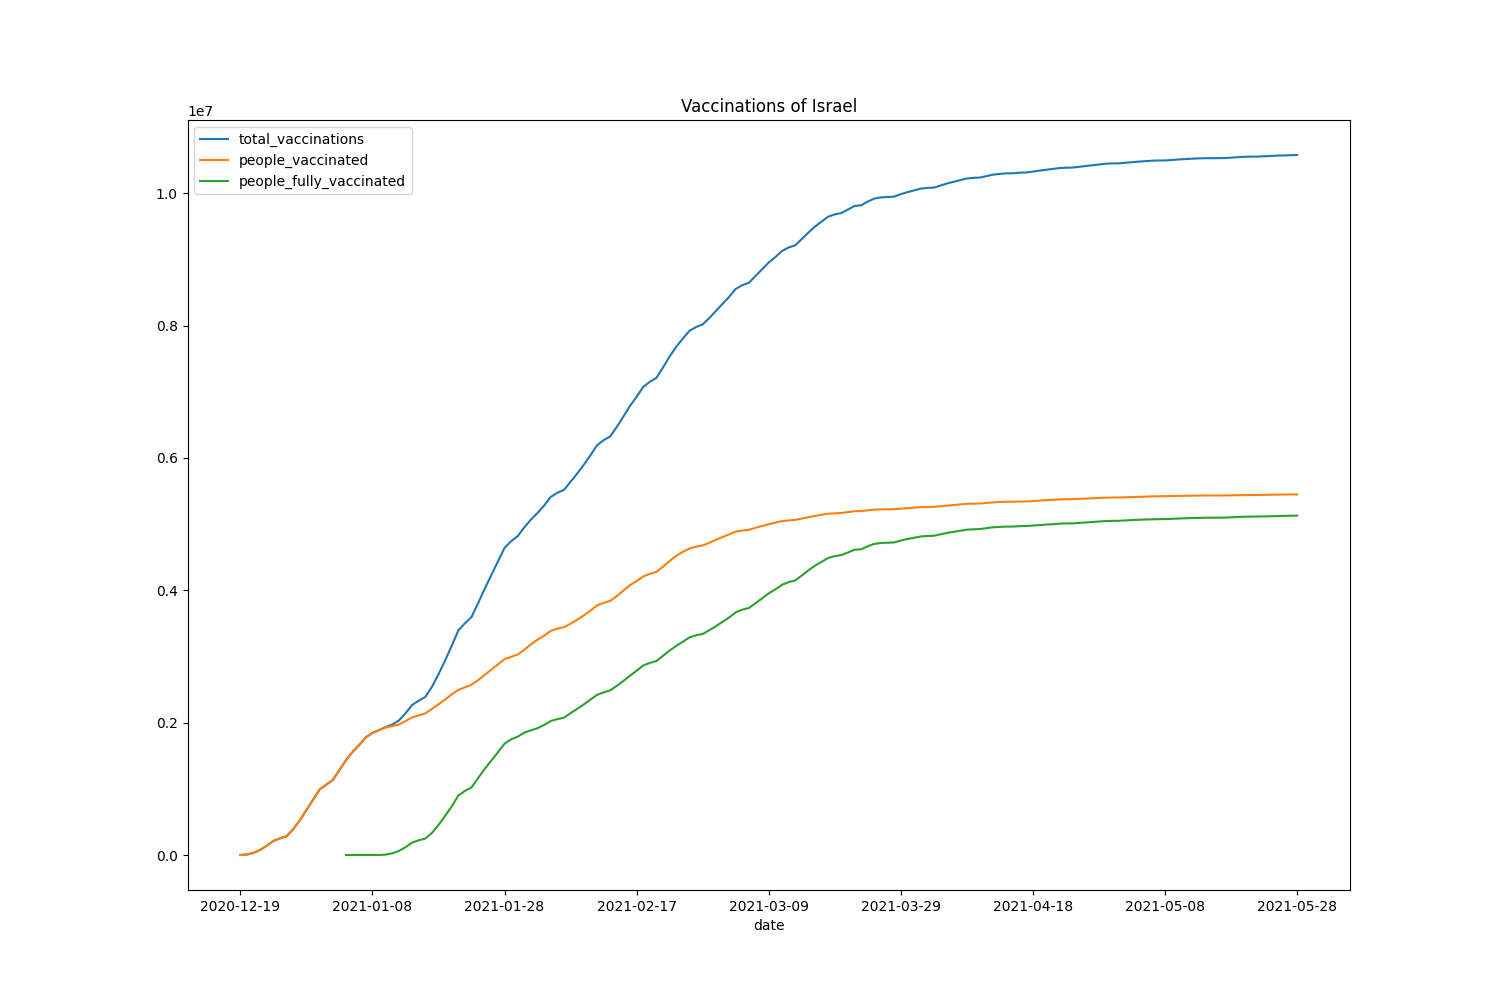 Vaccinations of Israel
1e7
total_vaccinations
people_vaccinated
people_fully_vaccinated
1.0
0.8
0.6
0.4
0.2
0.0
2020-12-19 2021-01-08 2021-01-28 2021-02-17 2021-03-09 2021-03-29 2021-04-18 2021-05-08 2021-05-28
date